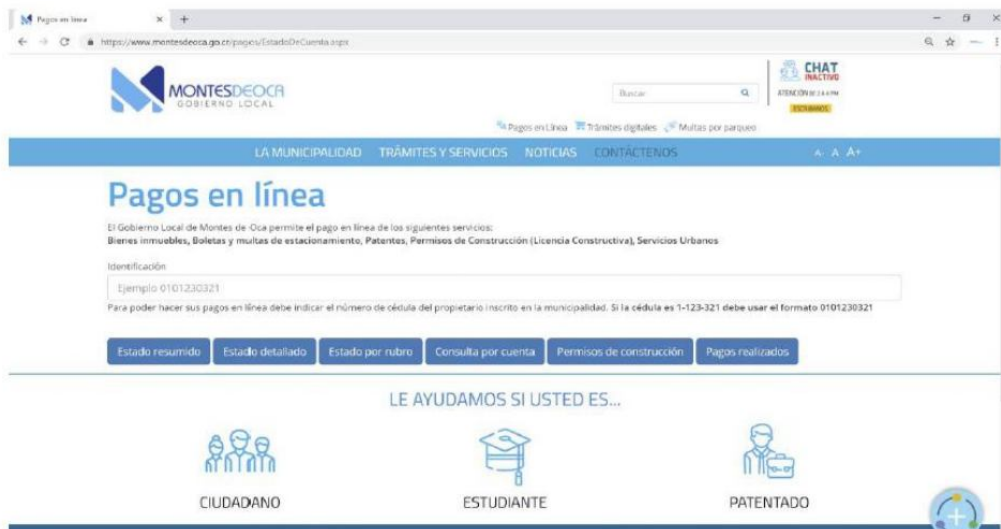 Pagos en línea
https://www.montesdeoca.go.cr/pagos/EstadoDeCuenta.aspx
MONTESDEOCA
GOBIERNO LOCAL
Buscar
CHAT
INACTIVO
ATENCIÓN DE 2 A 4 PM
ESCRÍBANOS
Pagos en Línea Trámites digitales Multas por parqueo
LA MUNICIPALIDAD TRÁMITES Y SERVICIOS NOTICIAS CONTÁCTENOS A- A A+
Pagos en línea
El Gobierno Local de Montes de Oca permite el pago en línea de los siguientes servicios:
Bienes inmuebles, Boletas y multas de estacionamiento, Patentes, Permisos de Construcción (Licencia Constructiva), Servicios Urbanos
Identificación
Ejemplo 0101230321
Para poder hacer sus pagos en línea debe indicar el número de cédula del propietario inscrito en la municipalidad. Si la cédula es 1-123-321 debe usar el formato 0101230321
Estado resumido Estado detallado Estado por rubro Consulta por cuenta Permisos de construcción Pagos realizados
LE AYUDAMOS SI USTED ES...
CIUDADANO ESTUDIANTE PATENTADO